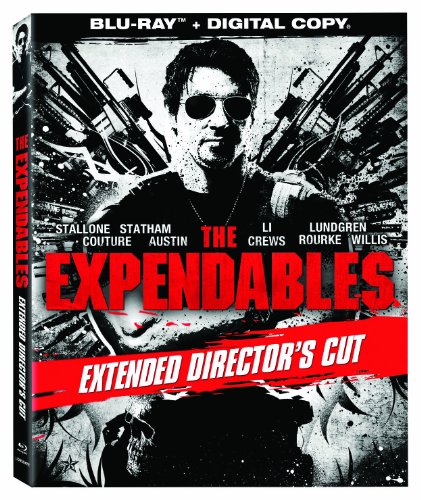 BLU-RAY™ + DIGITAL COPY
STALLONE STATHAM LI LUNDGREN
COUTURE AUSTIN CREWS ROURKE WILLIS
THE
EXPENDABLES
EXTENDED DIRECTOR'S CUT
THE EXPENDABLES EXTENDED DIRECTOR'S CUT